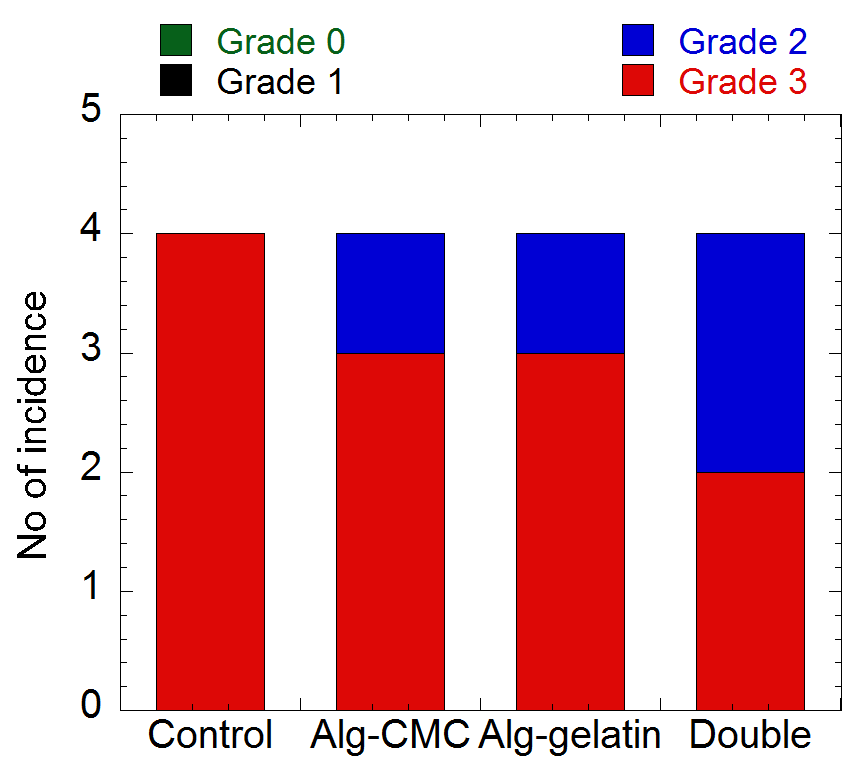 Grade 0
Grade 2
Grade 1
Grade 3
5
4
3
2
1
0
No of incidence
Control
Alg-CMC
Alg-gelatin
Double